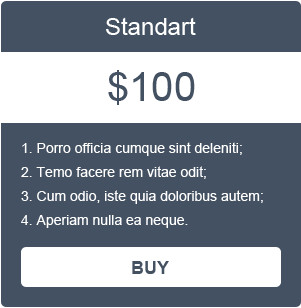 Standart
$100
1. Porro officia cumque sint deleniti;
2. Temo facere rem vitae odit;
3. Cum odio, iste quia doloribus autem;
4. Aperiam nulla ea neque.
BUY